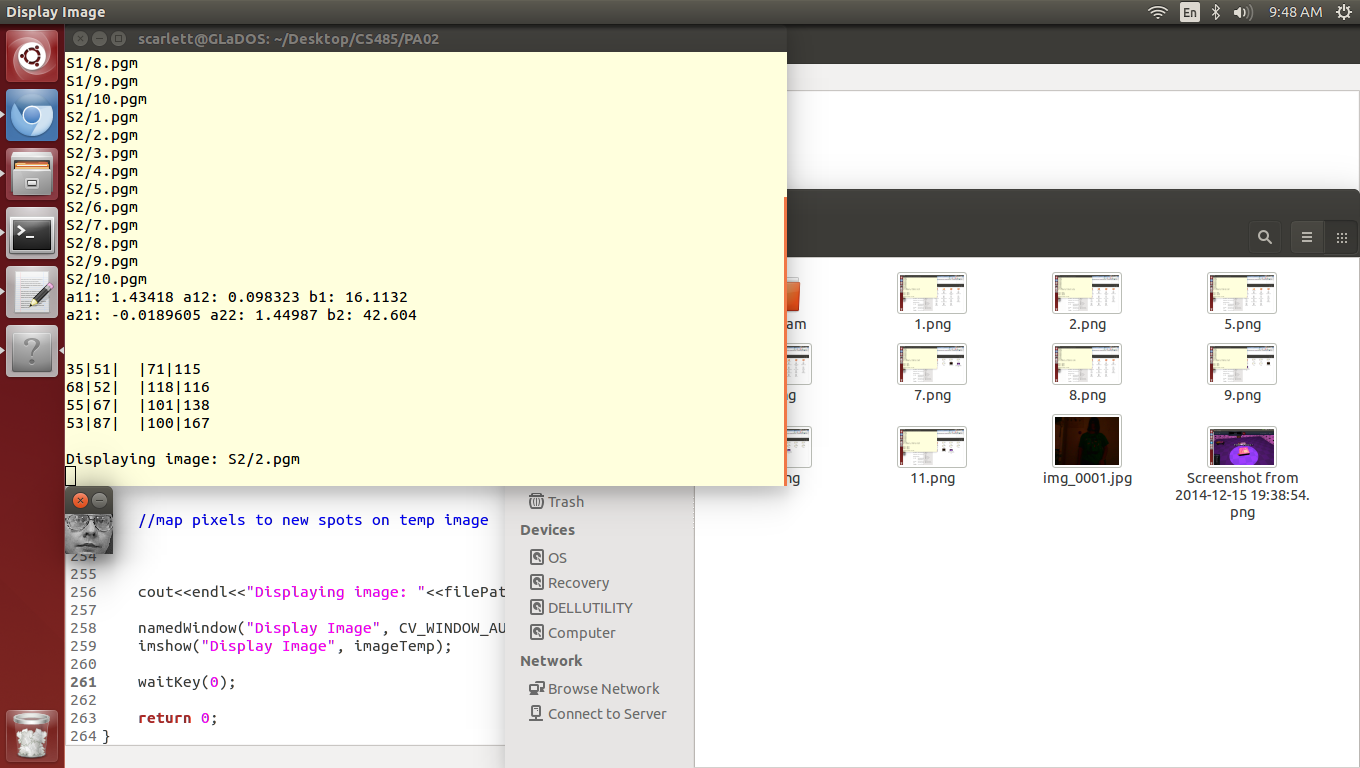 Display Image
En
9:48 AM
scarlett@GLaDOS: ~/Desktop/CS485/PA02
S1/8.pgm
S1/9.pgm
S1/10.pgm
S2/1.pgm
S2/2.pgm
S2/3.pgm
S2/4.pgm
S2/5.pgm
S2/6.pgm
S2/7.pgm
S2/8.pgm
S2/9.pgm
S2/10.pgm
a11: 1.43418 a12: 0.098323 b1: 16.1132
a21: -0.0189605 a22: 1.44987 b2: 42.604
35|51|  |71|115
68|52|  |118|116
55|67|  |101|138
53|87|  |100|167
Displaying image: S2/2.pgm
//map pixels to new spots on temp image
254
255
256 cout<<endl<<"Displaying image: "<<filePat
257
258 namedWindow("Display Image", CV_WINDOW_AU
259 imshow("Display Image", imageTemp);
260
261 waitKey(0);
262
263 return 0;
264 }
Trash
Devices
OS
Recovery
DELLUTILITY
Computer
Network
Browse Network
Connect to Server
am
1.png
2.png
5.png
ng
7.png
8.png
9.png
ng
11.png
img_0001.jpg
Screenshot from
2014-12-15 19:38:54.
png